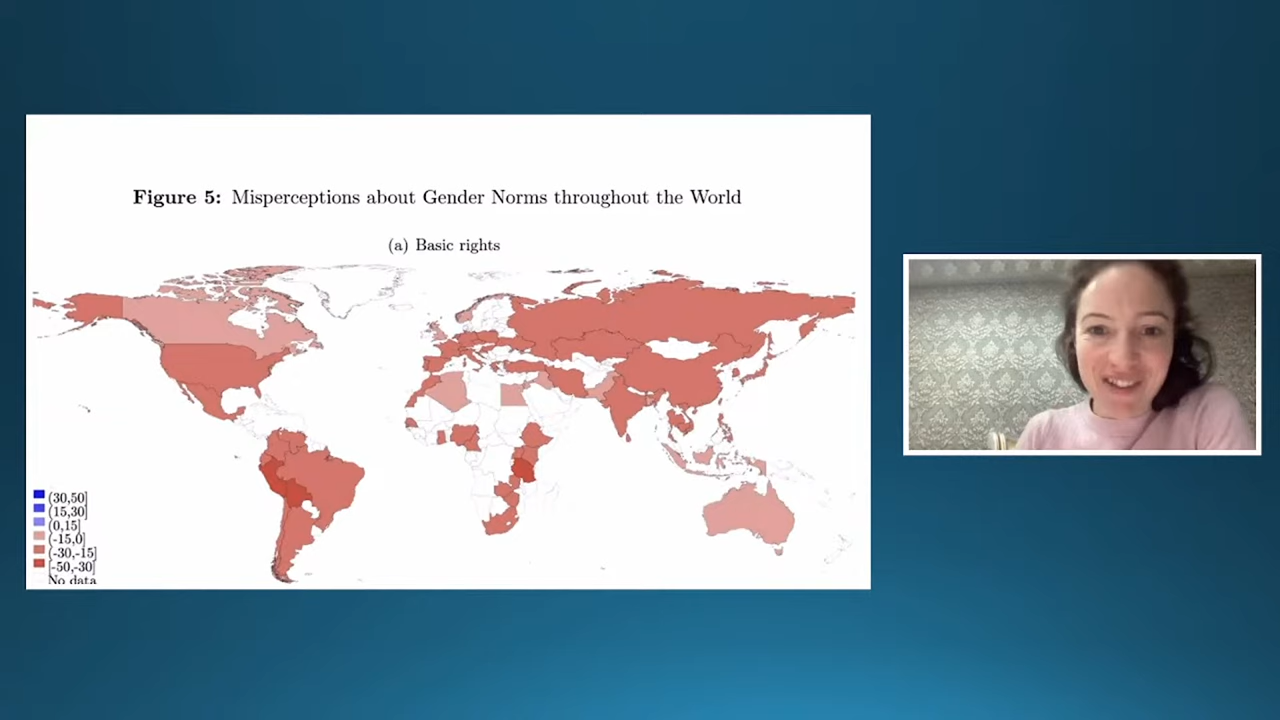 Figure 5: Misperceptions about Gender Norms throughout the World
(a) Basic rights
(30,50]
(15,30]
(0,15]
(-15,0]
(-30,-15]
[-50,-30]
No data